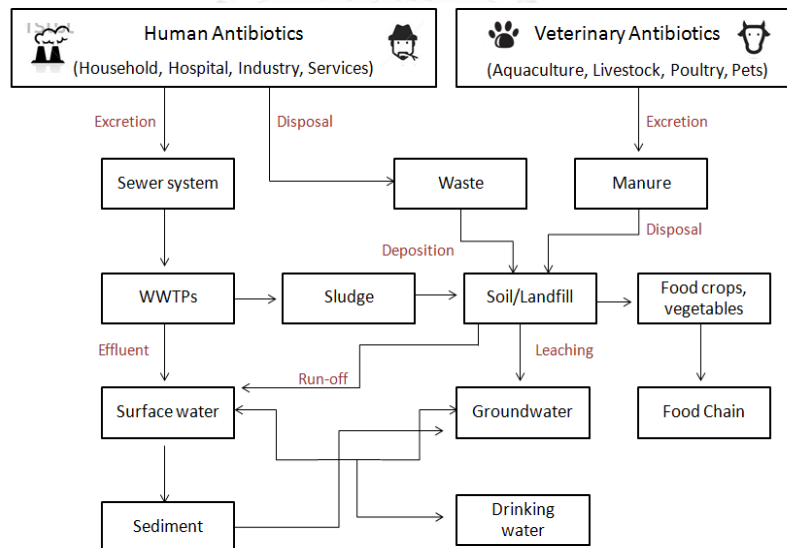 Human Antibiotics
(Household, Hospital, Industry, Services)
Veterinary Antibiotics
(Aquaculture, Livestock, Poultry, Pets)
Excretion
Disposal
Excretion
Sewer system
Waste
Manure
Deposition
Disposal
WWTPs
Sludge
Soil/Landfill
Food crops,
vegetables
Effluent
Run-off
Leaching
Surface water
Groundwater
Food Chain
Sediment
Drinking
water